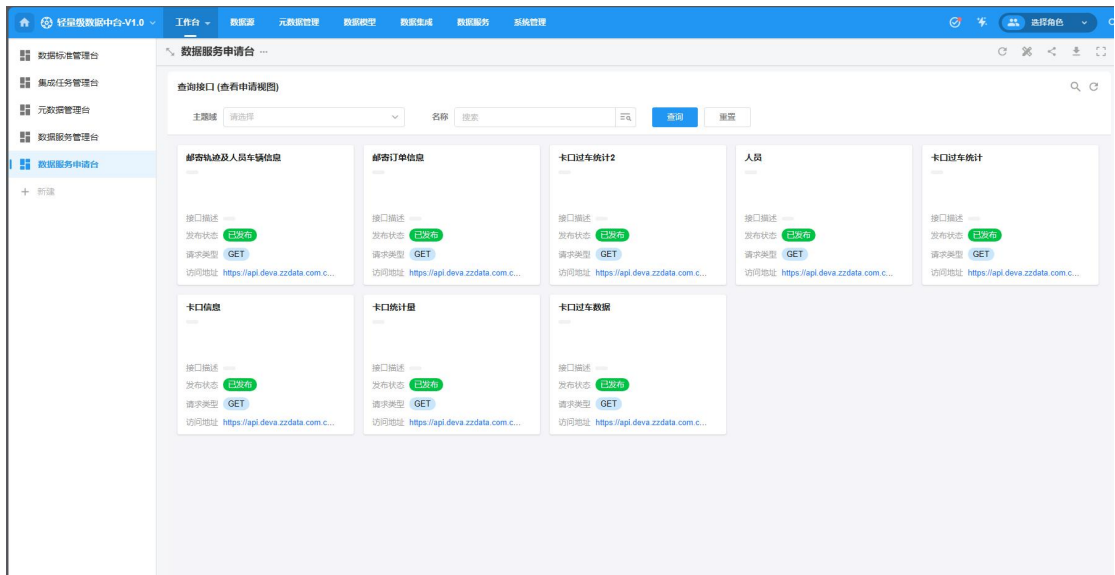 轻量级数据中台-V1.0 工作台 数据源 元数据管理 数据模型 数据集成 数据服务 系统管理 选择角色
数据标准管理台
集成任务管理台
元数据管理台
数据服务管理台
数据服务申请台
+ 新建
数据服务申请台 ...
查询接口 (查看申请视图)
主题域 请选择 名称 搜索 查询 重置
邮寄轨迹及人员车辆信息
接口描述
发布状态 已发布
请求类型 GET
访问地址 https://api.deva.zzdata.com.c...
邮寄订单信息
接口描述
发布状态 已发布
请求类型 GET
访问地址 https://api.deva.zzdata.com.c...
卡口过车统计2
接口描述
发布状态 已发布
请求类型 GET
访问地址 https://api.deva.zzdata.com.c...
人员
接口描述
发布状态 已发布
请求类型 GET
访问地址 https://api.deva.zzdata.com.c...
卡口过车统计
接口描述
发布状态 已发布
请求类型 GET
访问地址 https://api.deva.zzdata.com.c...
卡口信息
接口描述
发布状态 已发布
请求类型 GET
访问地址 https://api.deva.zzdata.com.c...
卡口统计量
接口描述
发布状态 已发布
请求类型 GET
访问地址 https://api.deva.zzdata.com.c...
卡口过车数据
接口描述
发布状态 已发布
请求类型 GET
访问地址 https://api.deva.zzdata.com.c...